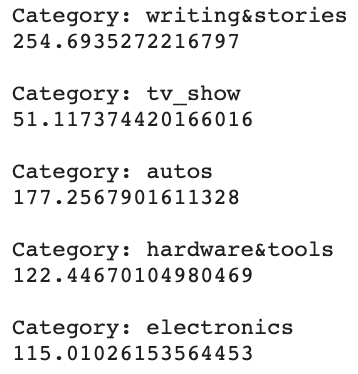 Category: writing&stories
254.6935272216797
Category: tv_show
51.117374420166016
Category: autos
177.2567901611328
Category: hardware&tools
122.44670104980469
Category: electronics
115.01026153564453